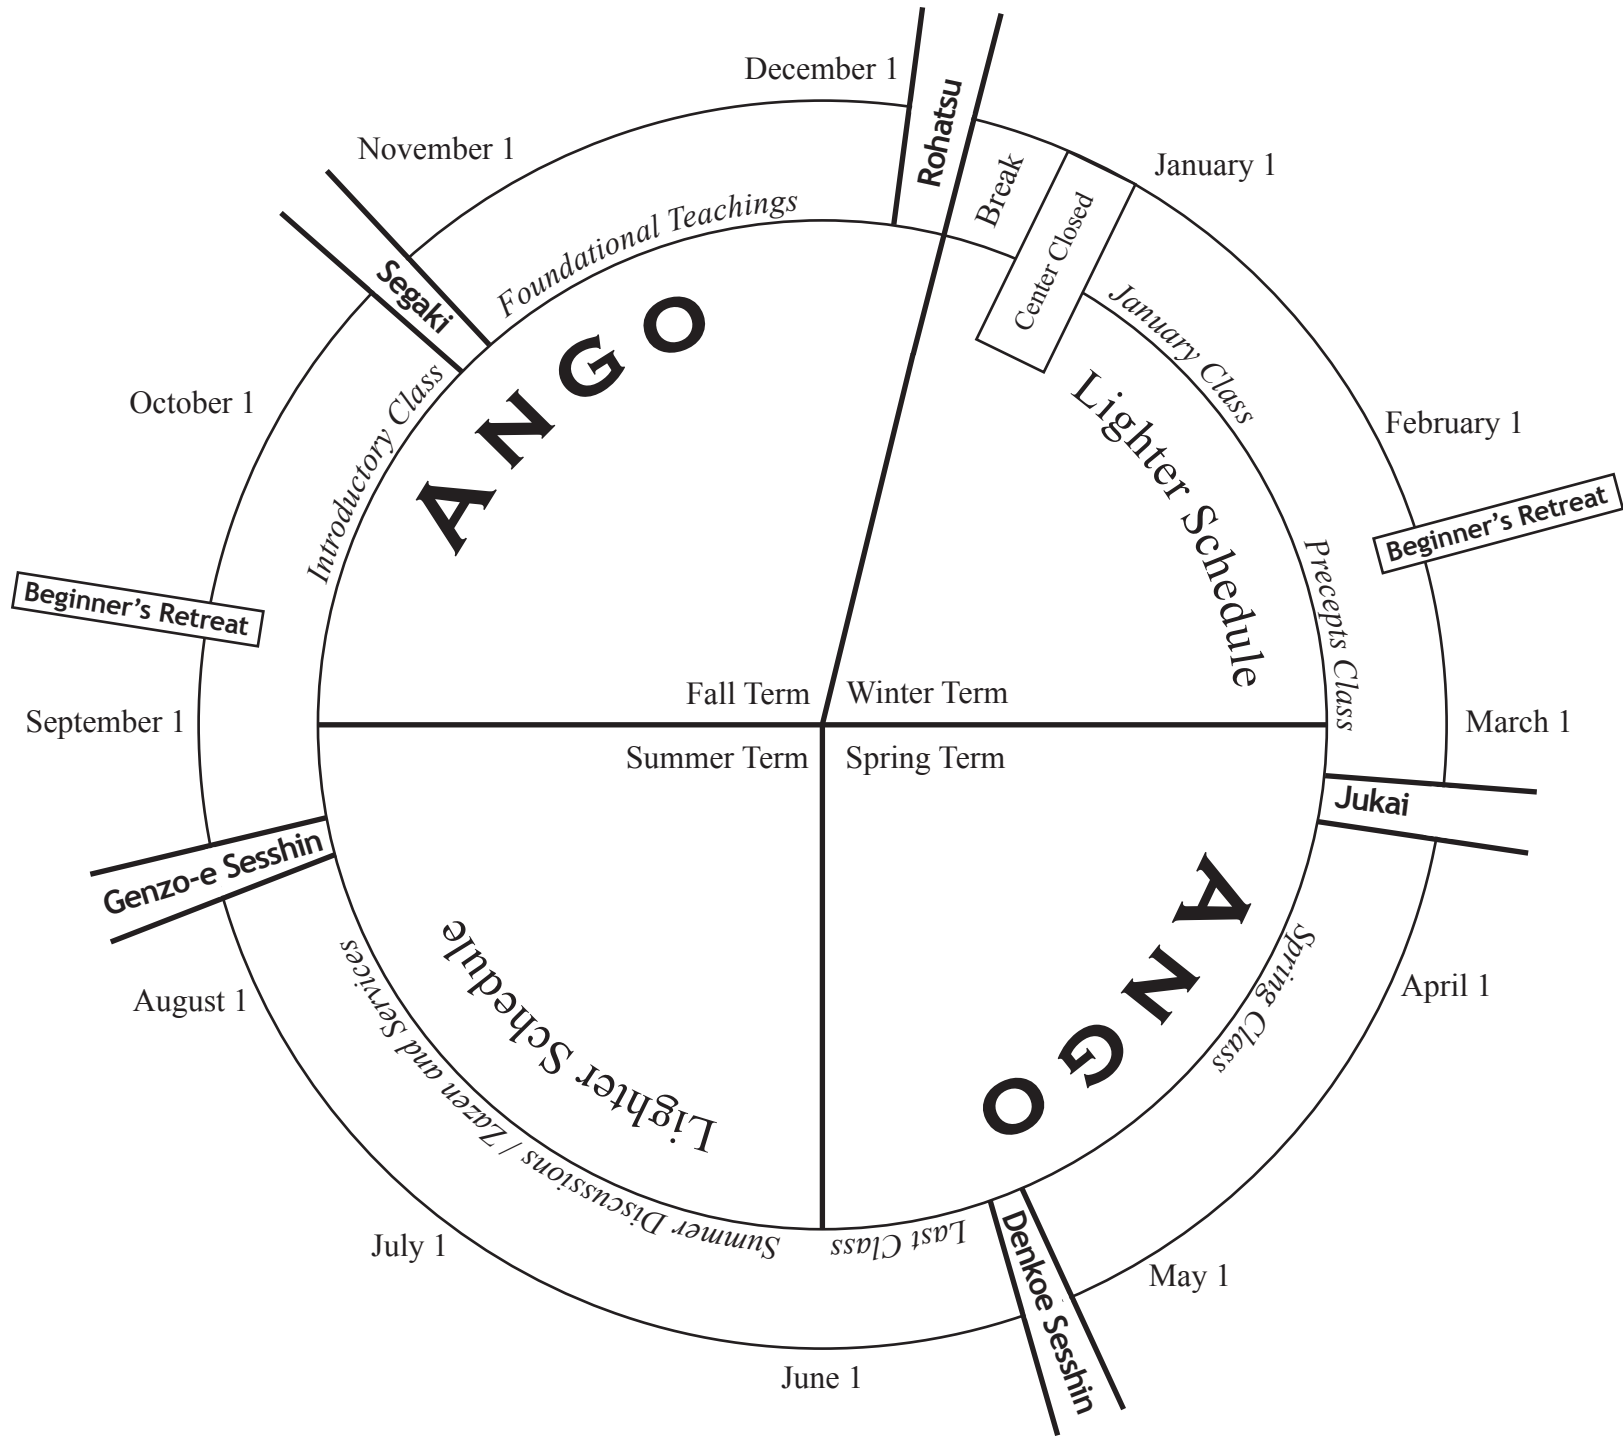 December 1
Rohatsu
Break
Center Closed
January 1
January Class
Lighter Schedule
February 1
Beginner's Retreat
Precepts Class
Winter Term
March 1
Jukai
Spring Term
ANGO
Spring Class
April 1
May 1
Denkoe Sesshin
Last Class
June 1
Summer Term
Lighter Schedule
Summer Discussions / Zazen and Services
July 1
August 1
Genzo-e Sesshin
September 1
Fall Term
Beginner's Retreat
Introductory Class
October 1
ANGO
Segaki
November 1
Foundational Teachings